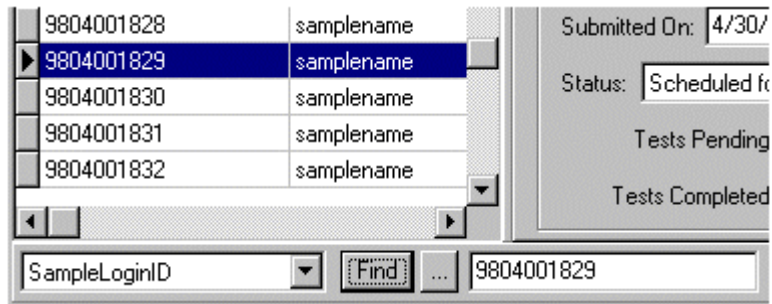 9804001828 samplename
9804001829 samplename
9804001830 samplename
9804001831 samplename
9804001832 samplename
Submitted On: 4/30/
Status: Scheduled fo
Tests Pending
Tests Completed
SampleLoginID Find ... 9804001829